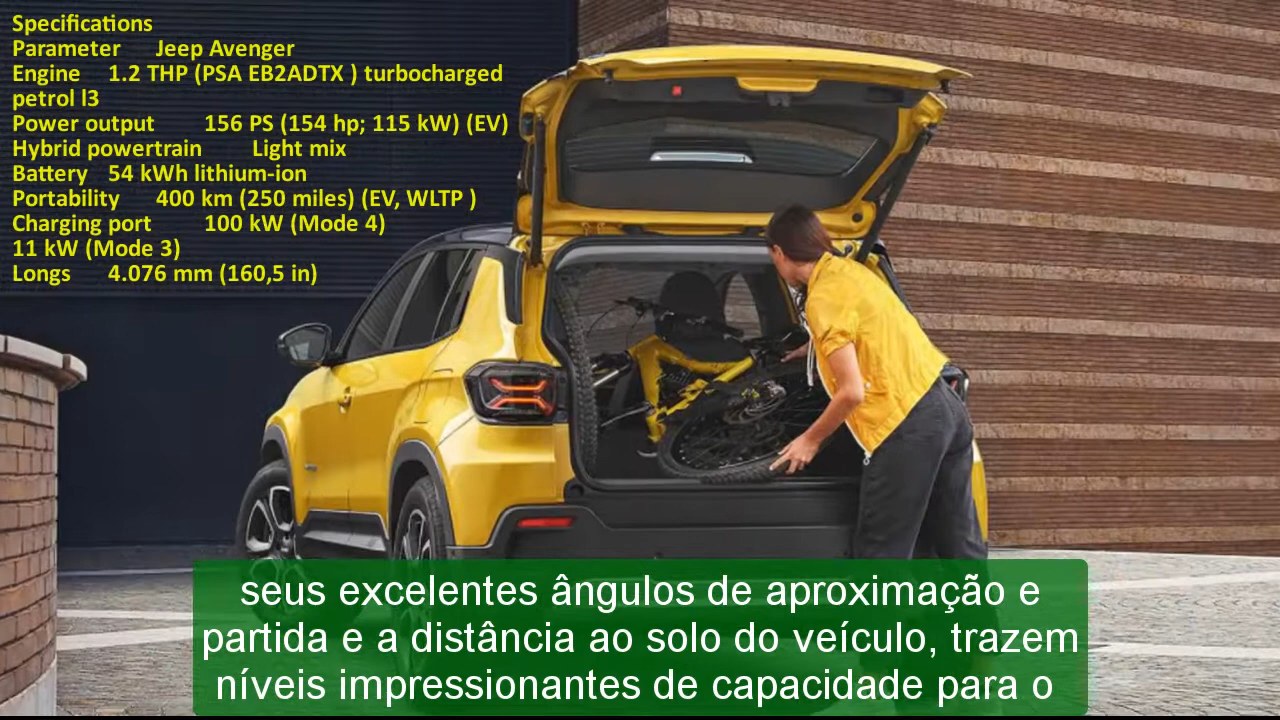 Specifications
Parameter Jeep Avenger
Engine 1.2 THP (PSA EB2ADTX ) turbocharged
petrol l3
Power output 156 PS (154 hp; 115 kW) (EV)
Hybrid powertrain Light mix
Battery 54 kWh lithium-ion
Portability 400 km (250 miles) (EV, WLTP )
Charging port 100 kW (Mode 4)
11 kW (Mode 3)
Longs 4.076 mm (160,5 in)
seus excelentes ângulos de aproximação e
partida e a distância ao solo do veículo, trazem
níveis impressionantes de capacidade para o